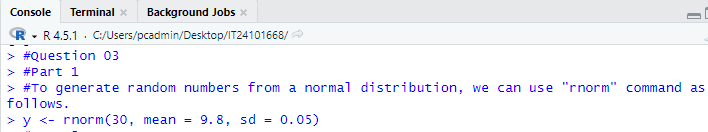 Console Terminal × Background Jobs ×
R 4.5.1 · C:/Users/pcadmin/Desktop/IT24101668/
> #Question 03
> #Part 1
> #To generate random numbers from a normal distribution, we can use "rnorm" command as
follows.
> y <- rnorm(30, mean = 9.8, sd = 0.05)